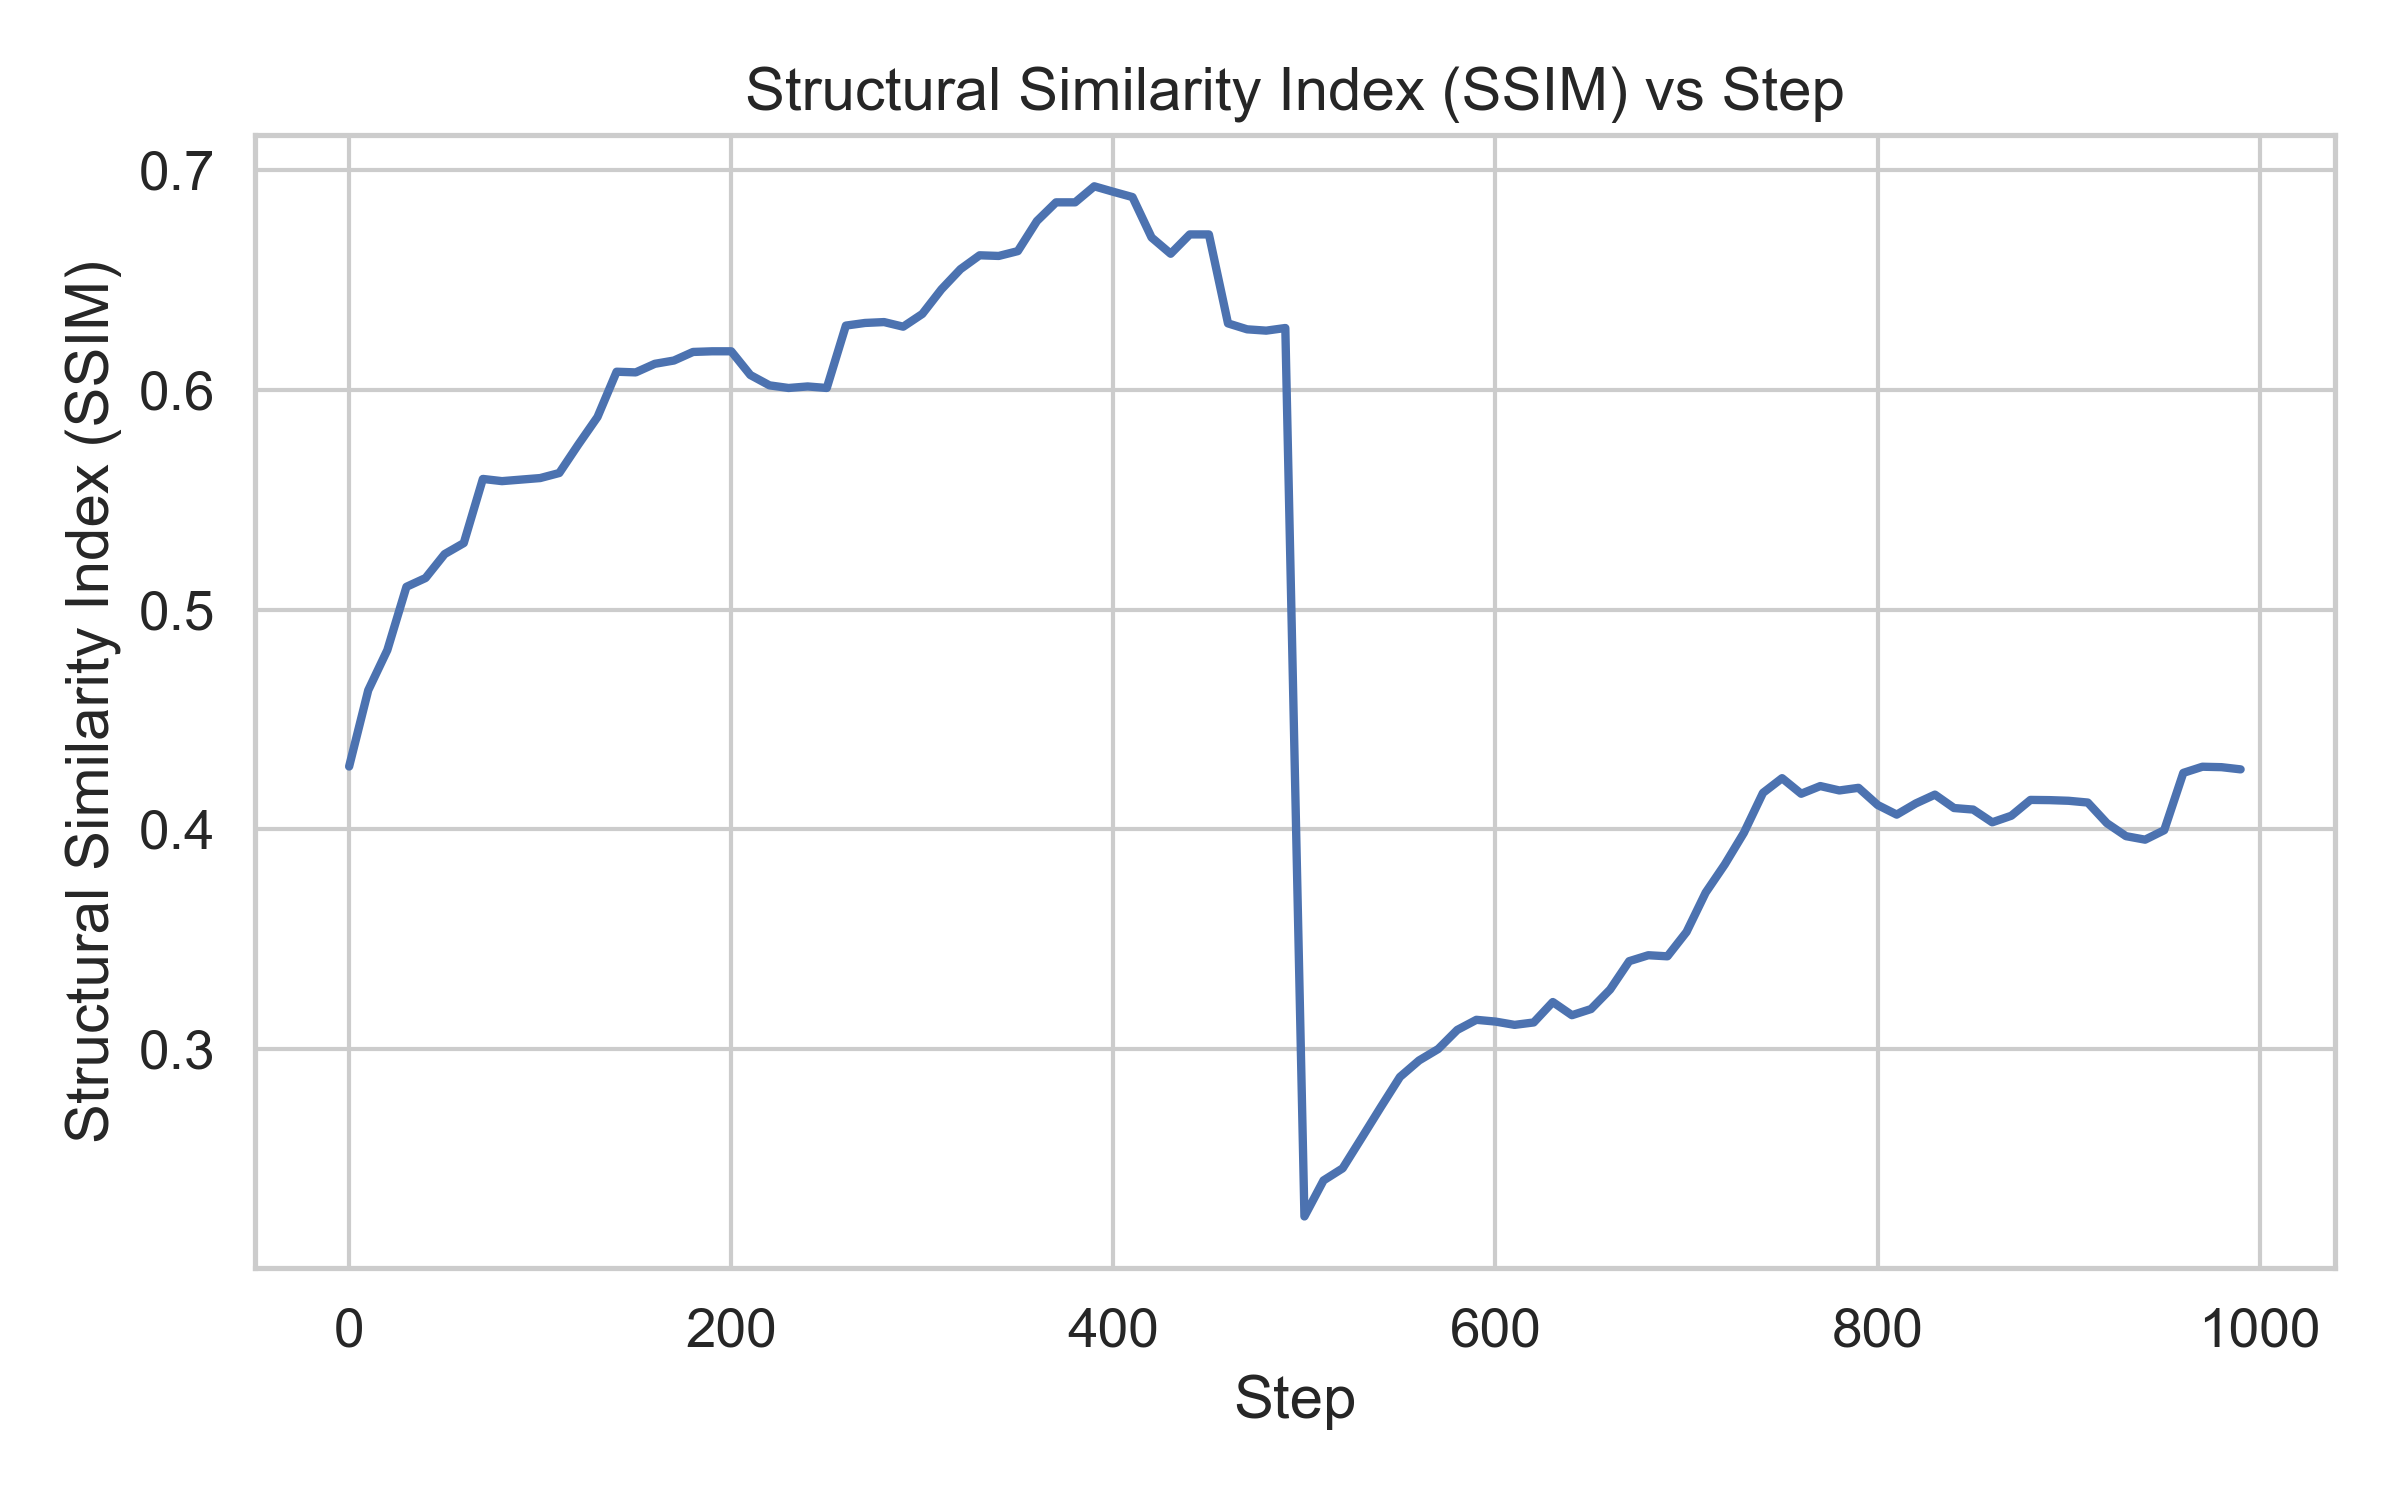 Structural Similarity Index (SSIM) vs Step
Structural Similarity Index (SSIM)
0.7
0.6
0.5
0.4
0.3
0 200 400 600 800 1000
Step